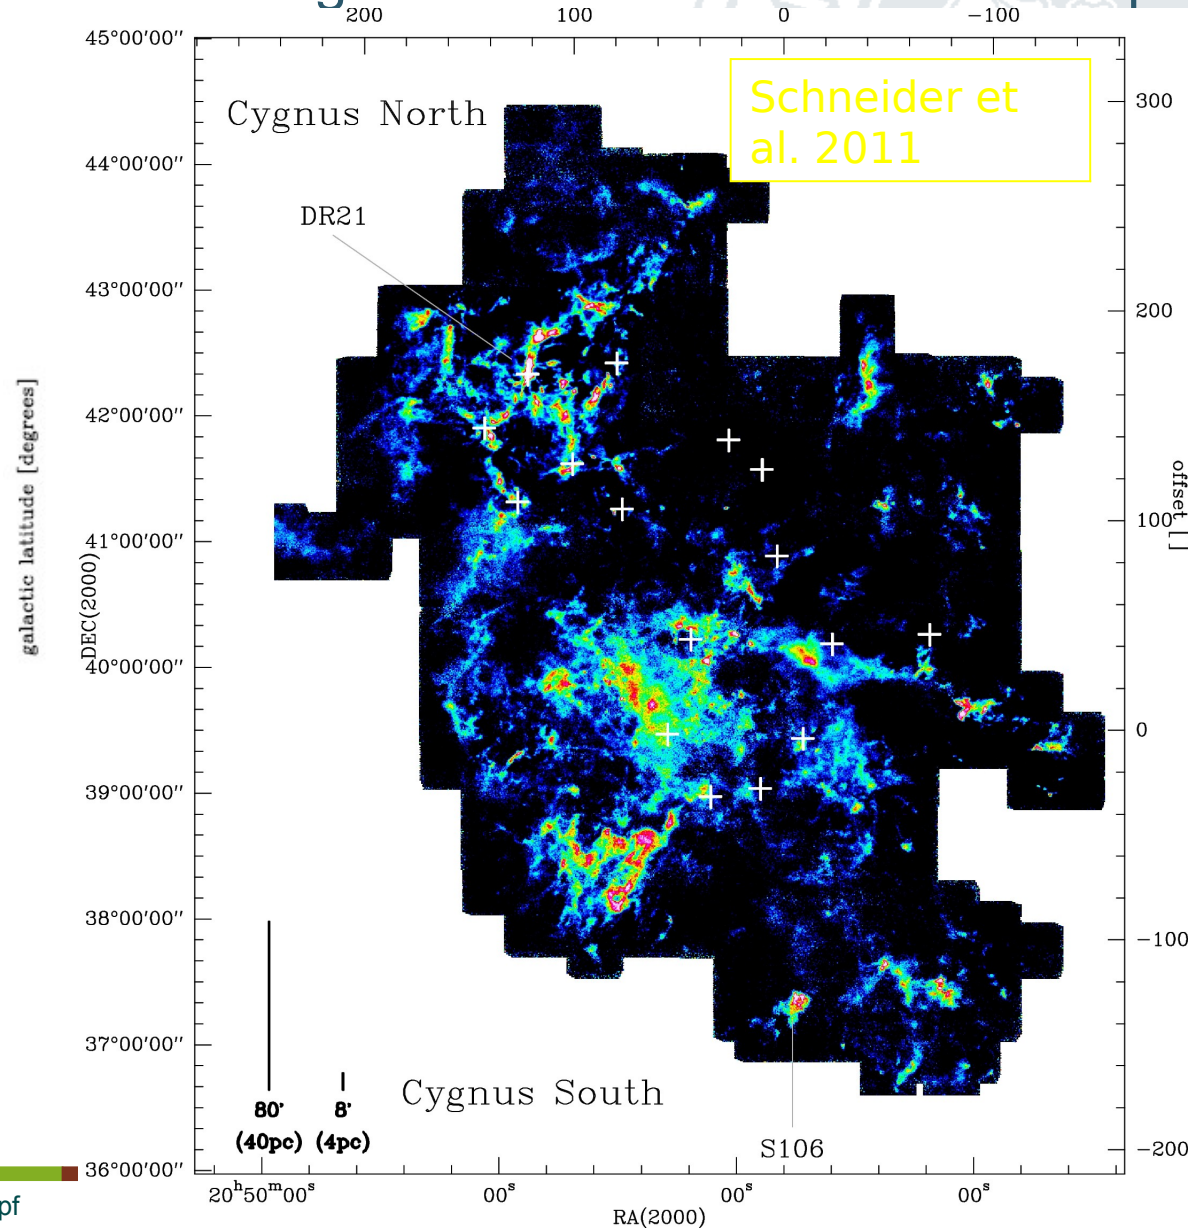 200 100 0 −100
45°00′00″
Schneider et
al. 2011
Cygnus North
300
44°00′00″
DR21
43°00′00″
200
42°00′00″
galactic latitude [degrees]
DEC(2000)
offset [ ]
100
41°00′00″
40°00′00″
0
39°00′00″
38°00′00″
−100
37°00′00″
Cygnus South
80' 8'
(40pc) (4pc)
S106
−200
36°00′00″
20ʰ50ᵐ00ˢ 00ˢ 00ˢ 00ˢ
RA(2000)
pf